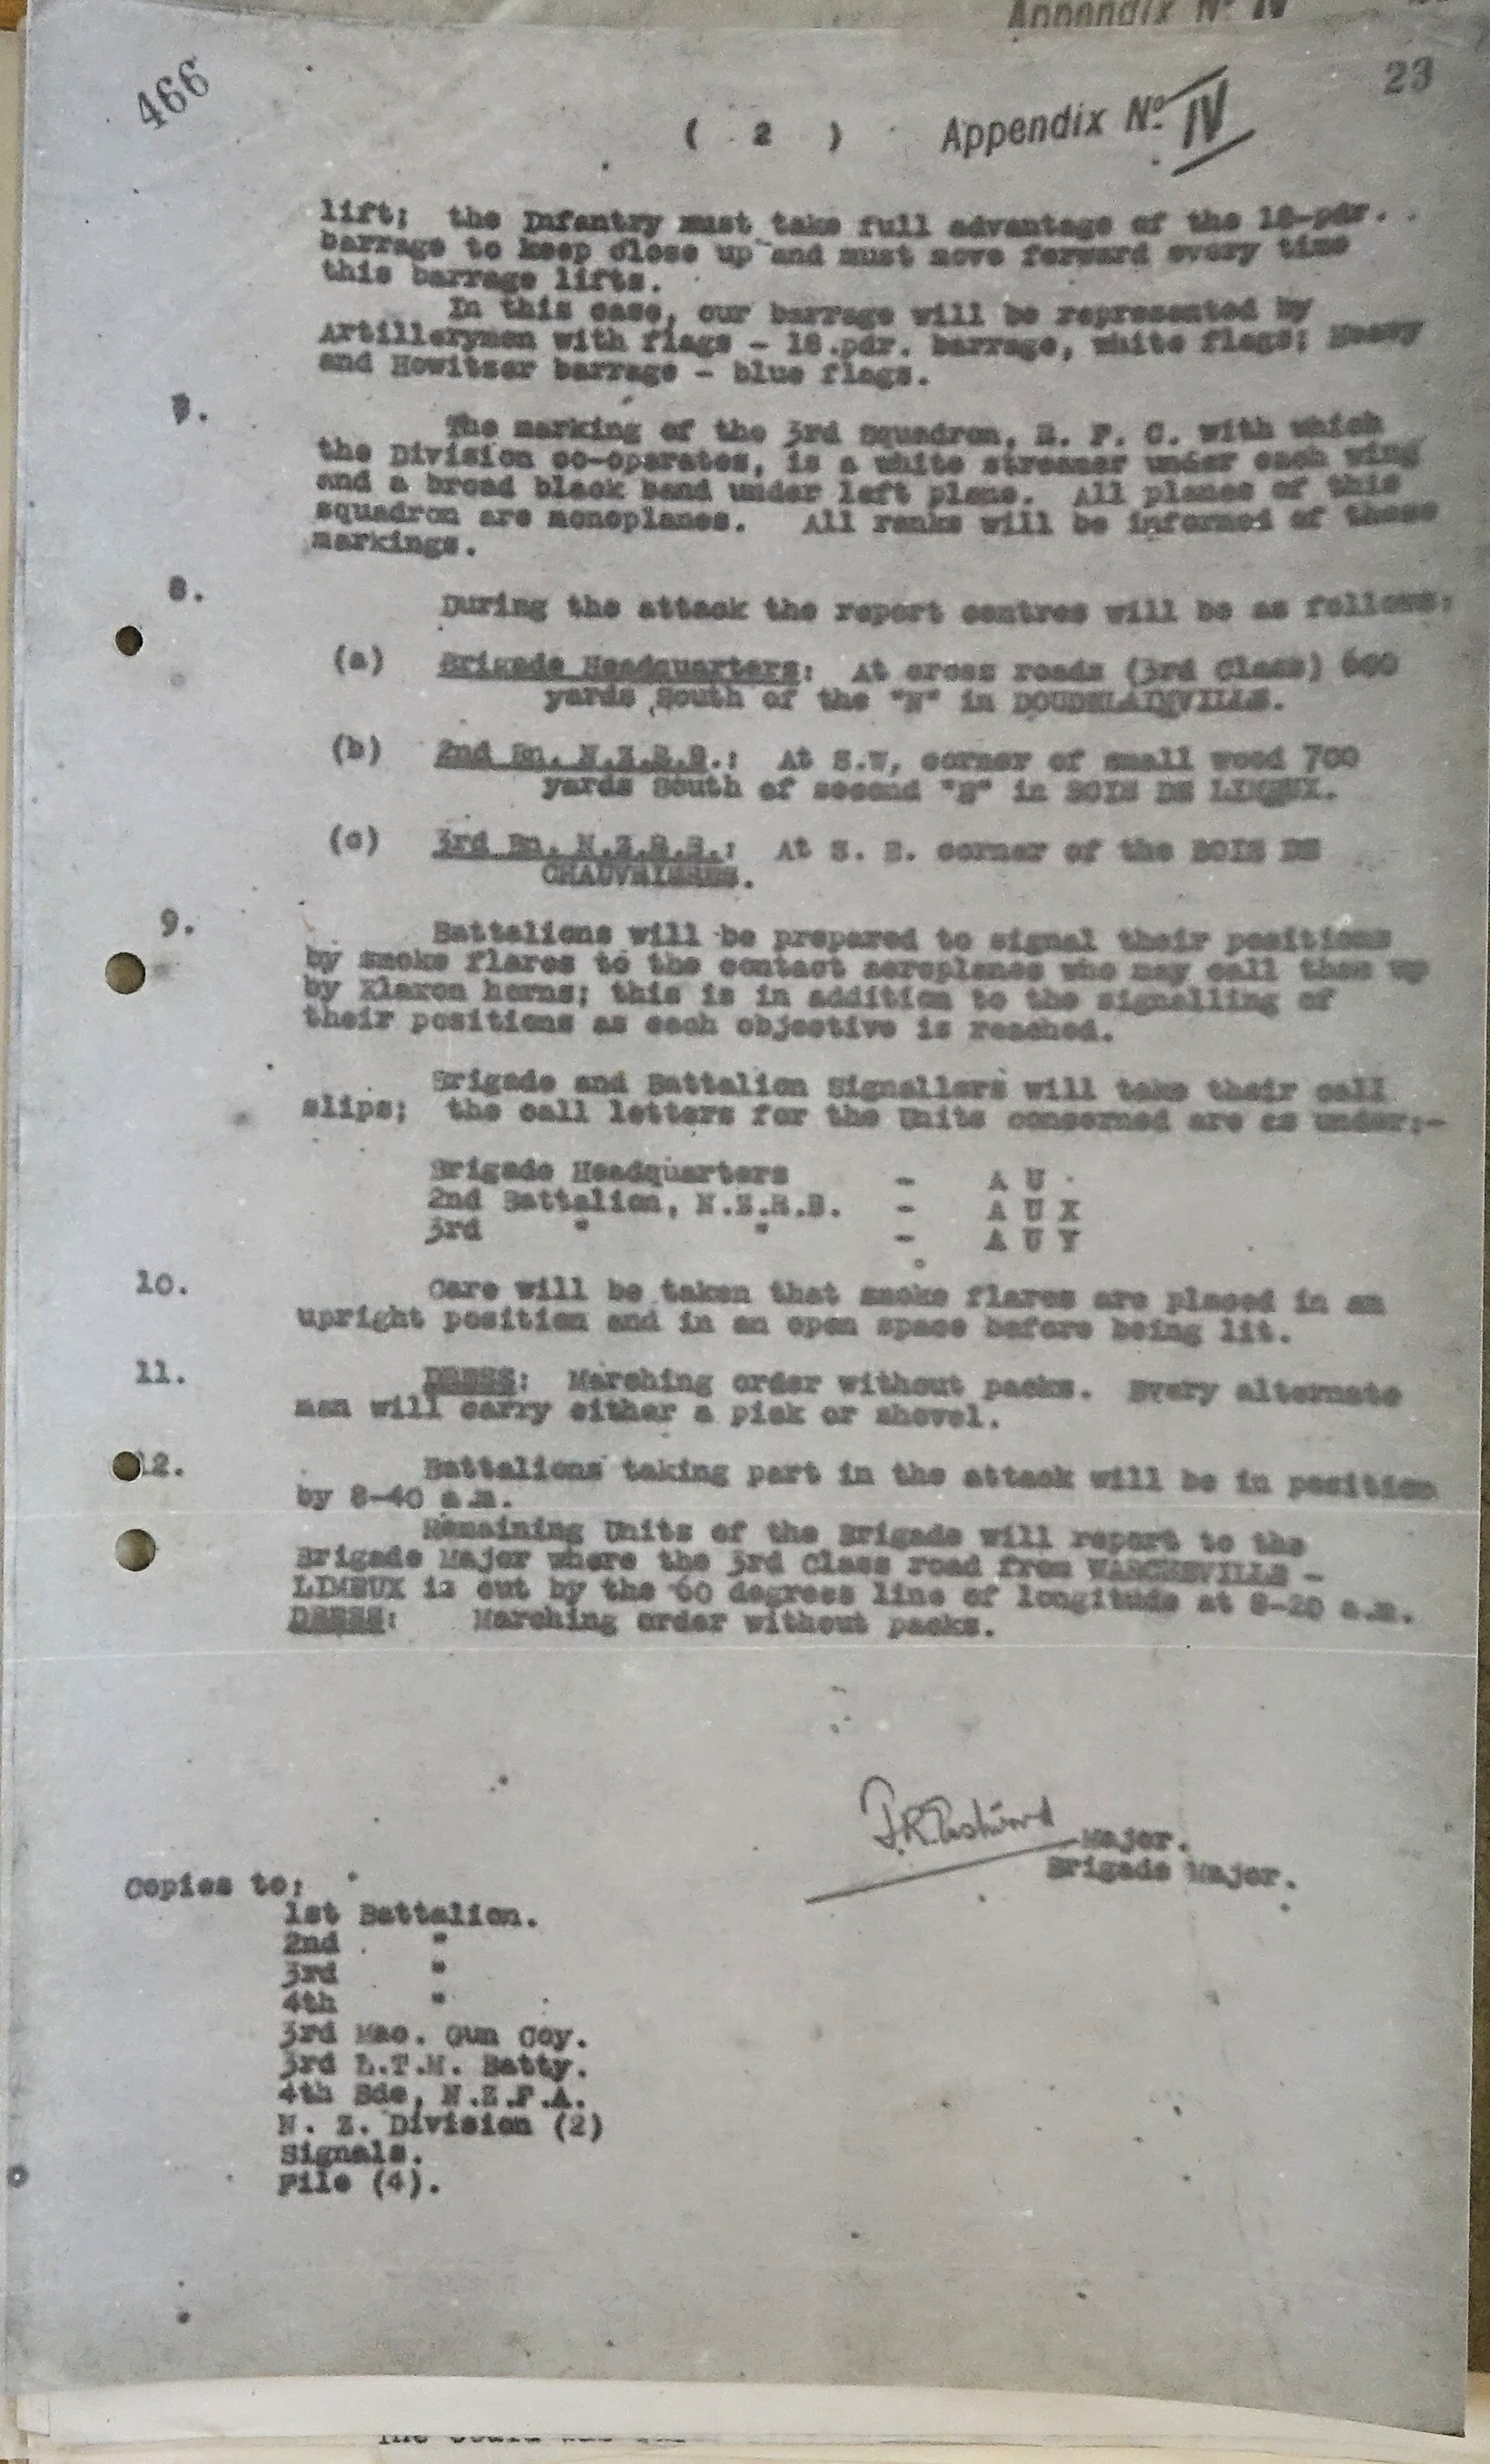 Appendix No IV
466
23
( 2 )
Appendix No. IV
lift; the Infantry must take full advantage of the 18-pdr.
barrage to keep close up and must move forward every time
this barrage lifts.
In this case, our barrage will be represented by
Artillerymen with flags - 18.pdr. barrage, white flags; Heavy
and Howitzer barrage - blue flags.
7. The marking of the 3rd Squadron, R. F. C. with which
the Division co-operates, is a white streamer under each wing
and a broad black band under left plane. All planes of this
squadron are monoplanes. All ranks will be informed of these
markings.
8. During the attack the report centres will be as follows:
(a) Brigade Headquarters: At cross roads (3rd Class) 600
yards South of the "N" in DOUDELAINVILLE.
(b) 2nd Bn. N.Z.R.B.: At S.W, corner of small wood 700
yards South of second "E" in BOIS DE LIMEUX.
(c) 3rd Bn. N.Z.R.B.: At S. E. corner of the BOIS DE
9. Battalions will be prepared to signal their positions
by smoke flares to the contact aeroplanes who may call them up
by Klaxon horns; this is in addition to the signalling of
their positions as each objective is reached.
Brigade and Battalion Signallers will take their call
slips; the call letters for the Units concerned are as under:-
Brigade Headquarters - A U
2nd Battalion, N.Z.R.B. - A U X
3rd " " - A U Y
10. Care will be taken that smoke flares are placed in an
upright position and in an open space before being lit.
11. DRESS: Marching order without packs. Every alternate
man will carry either a pick or shovel.
12. Battalions taking part in the attack will be in position
by 8-40 a.m.
Remaining Units of the Brigade will report to the
Brigade Major where the 3rd Class road from -
LIMEUX is cut by the 60 degrees line of longitude at 8-20 a.m.
DRESS: Marching order without packs.
Major.
Brigade Major.
Copies to:
1st Battalion.
2nd "
3rd "
4th "
3rd Mac. Gun Coy.
3rd L.T.M. Batty.
4th Bde, N.Z.F.A.
N. Z. Division (2)
Signals.
File (4).